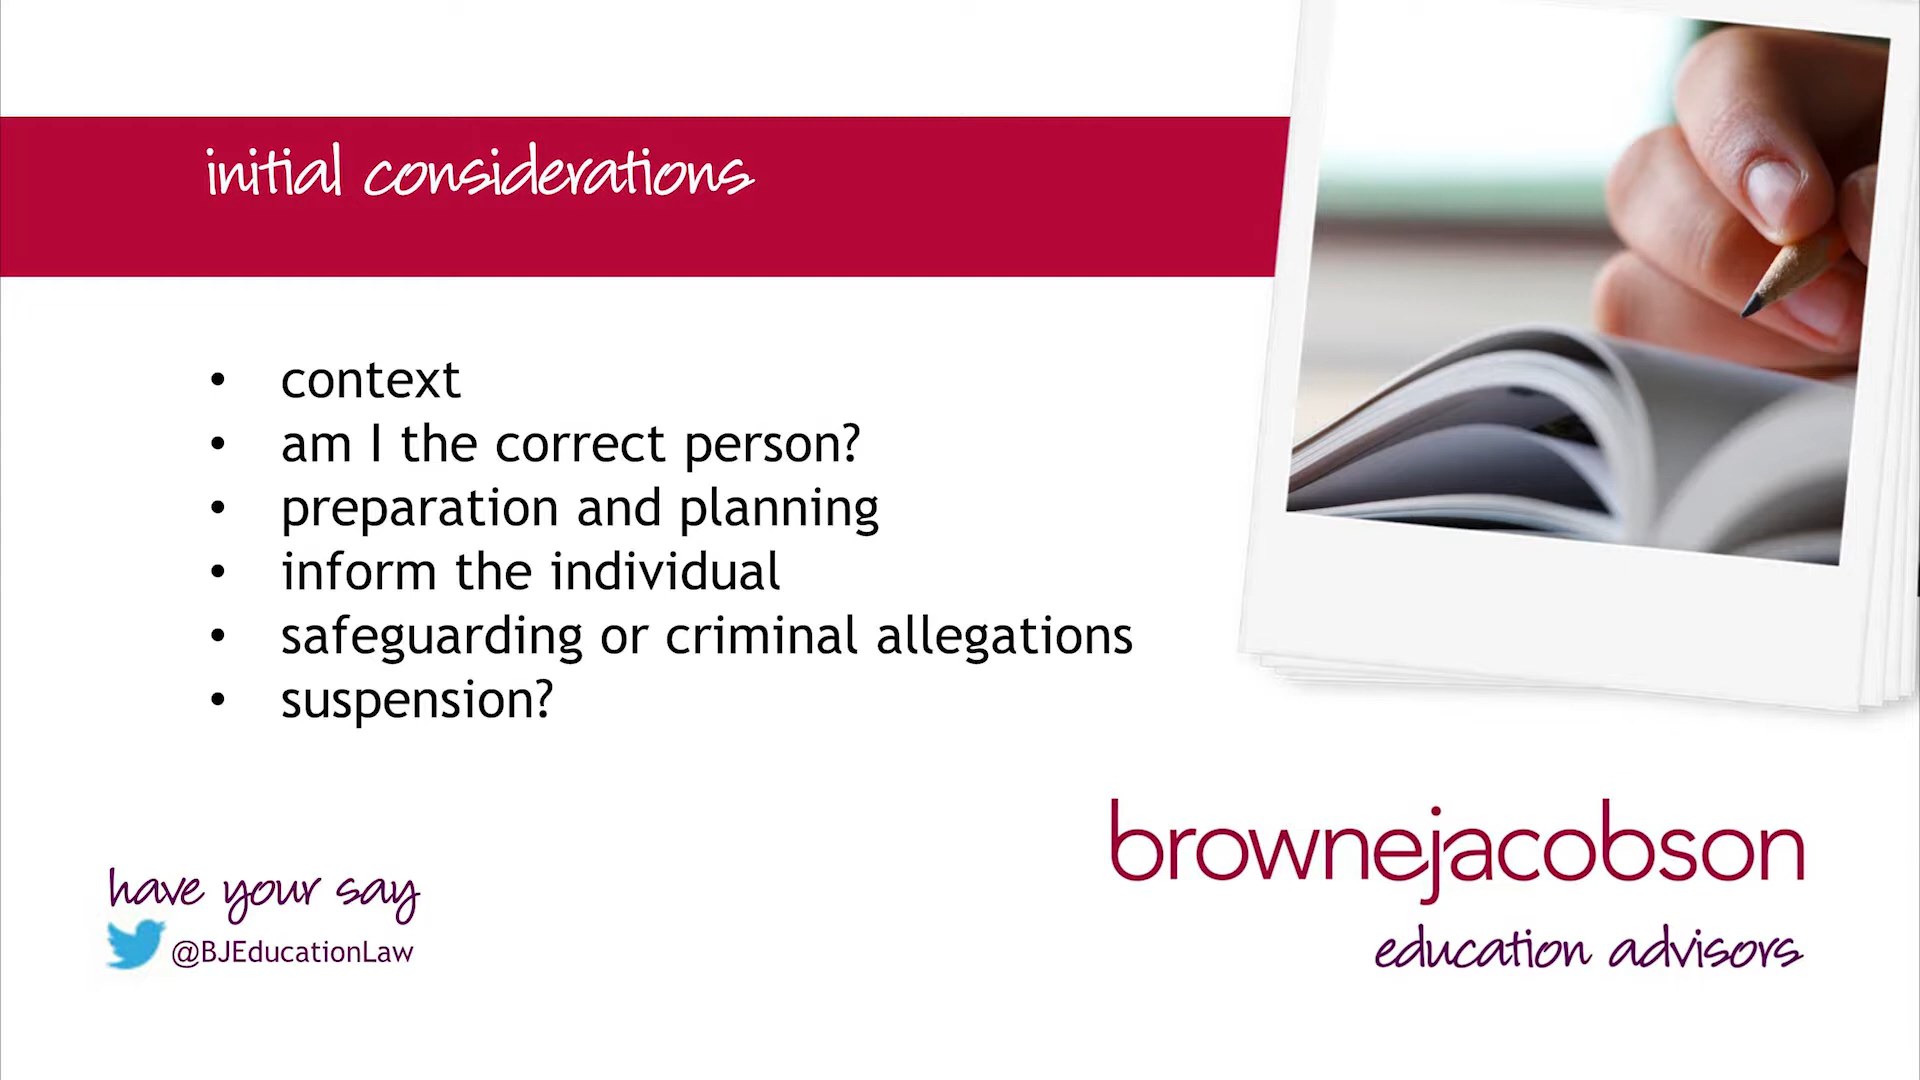 initial considerations
• context
• am I the correct person?
• preparation and planning
• inform the individual
• safeguarding or criminal allegations
• suspension?
have your say
@BJEducationLaw
brownejacobson
education advisors